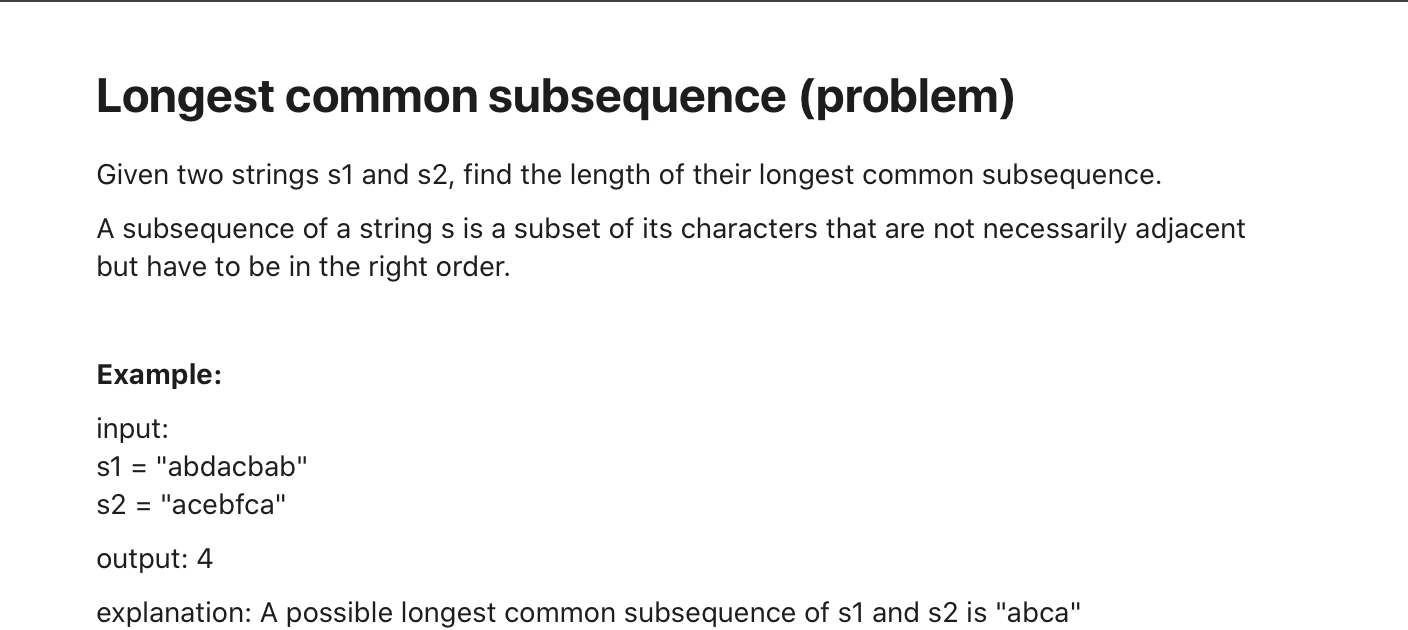 Longest common subsequence (problem)
Given two strings s1 and s2, find the length of their longest common subsequence.
A subsequence of a string s is a subset of its characters that are not necessarily adjacent
but have to be in the right order.
Example:
input:
s1 = "abdacbab"
s2 = "acebfca"
output: 4
explanation: A possible longest common subsequence of s1 and s2 is "abca"